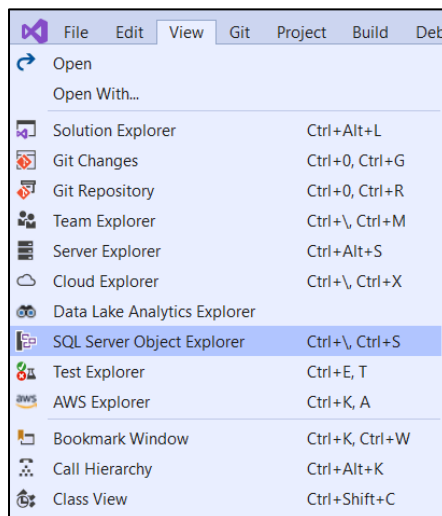 File Edit View Git Project Build Deb
Open
Open With...
Solution Explorer Ctrl+Alt+L
Git Changes Ctrl+0, Ctrl+G
Git Repository Ctrl+0, Ctrl+R
Team Explorer Ctrl+\, Ctrl+M
Server Explorer Ctrl+Alt+S
Cloud Explorer Ctrl+\, Ctrl+X
Data Lake Analytics Explorer
SQL Server Object Explorer Ctrl+\, Ctrl+S
Test Explorer Ctrl+E, T
aws AWS Explorer Ctrl+K, A
Bookmark Window Ctrl+K, Ctrl+W
Call Hierarchy Ctrl+Alt+K
Class View Ctrl+Shift+C